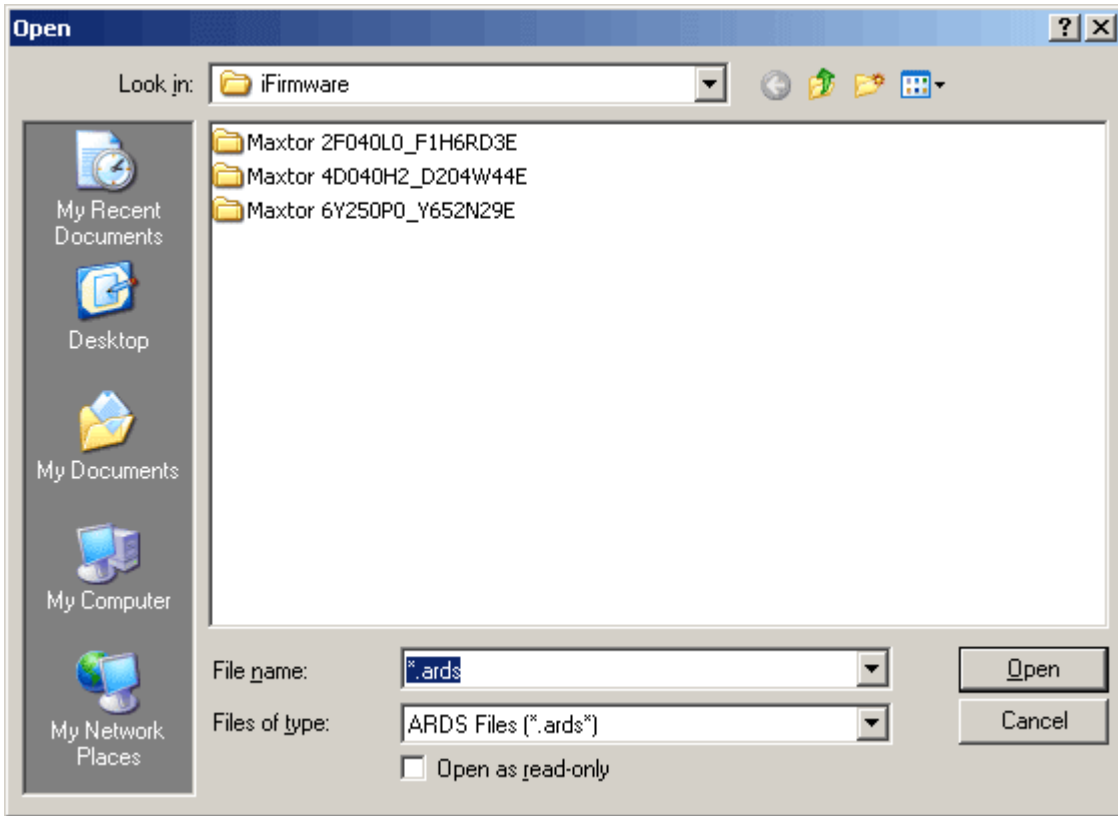 Open
Look in: iFirmware
Maxtor 2F040L0_F1H6RD3E
Maxtor 4D040H2_D204W44E
Maxtor 6Y250P0_Y652N29E
My Recent
Documents
Desktop
My Documents
My Computer
My Network
Places
File name: *.ards Open
Files of type: ARDS Files (*.ards*) Cancel
Open as read-only